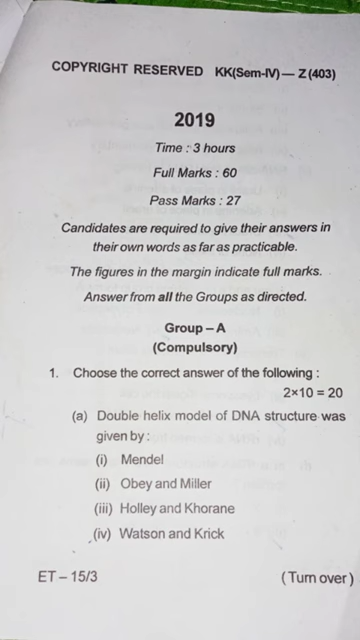 COPYRIGHT RESERVED KK(Sem-IV)— Z(403)
2019
Time : 3 hours
Full Marks : 60
Pass Marks : 27
Candidates are required to give their answers in
their own words as far as practicable.
The figures in the margin indicate full marks.
Answer from all the Groups as directed.
Group – A
(Compulsory)
1. Choose the correct answer of the following :
2×10 = 20
(a) Double helix model of DNA structure was
given by :
(i) Mendel
(ii) Obey and Miller
(iii) Holley and Khorane
(iv) Watson and Krick
ET – 15/3 (Turn over)